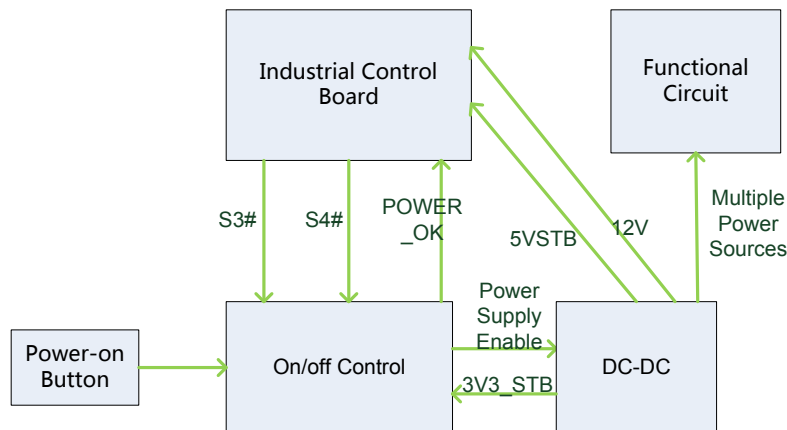 Industrial Control
Board
Functional
Circuit
S3#
S4#
POWER
_OK
5VSTB
12V
Multiple
Power
Sources
Power
Supply
Enable
Power-on
Button
On/off Control
DC-DC
3V3_STB